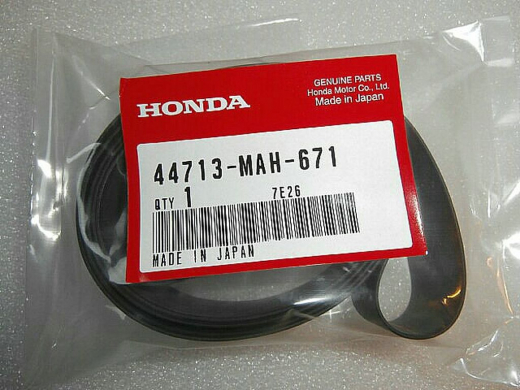 HONDA
GENUINE PARTS
Honda Motor Co., Ltd.
Made in Japan
44713-MAH-671
QTY 1 7E26
MADE IN JAPAN